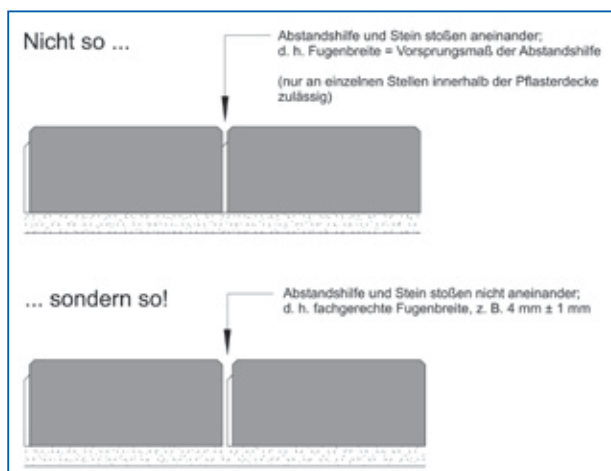 Nicht so ...
Abstandshilfe und Stein stoßen aneinander;
d. h. Fugenbreite = Vorsprungsmaß der Abstandshilfe
(nur an einzelnen Stellen innerhalb der Pflasterdecke
zulässig)
... sondern so!
Abstandshilfe und Stein stoßen nicht aneinander;
d. h. fachgerechte Fugenbreite, z. B. 4 mm ± 1 mm